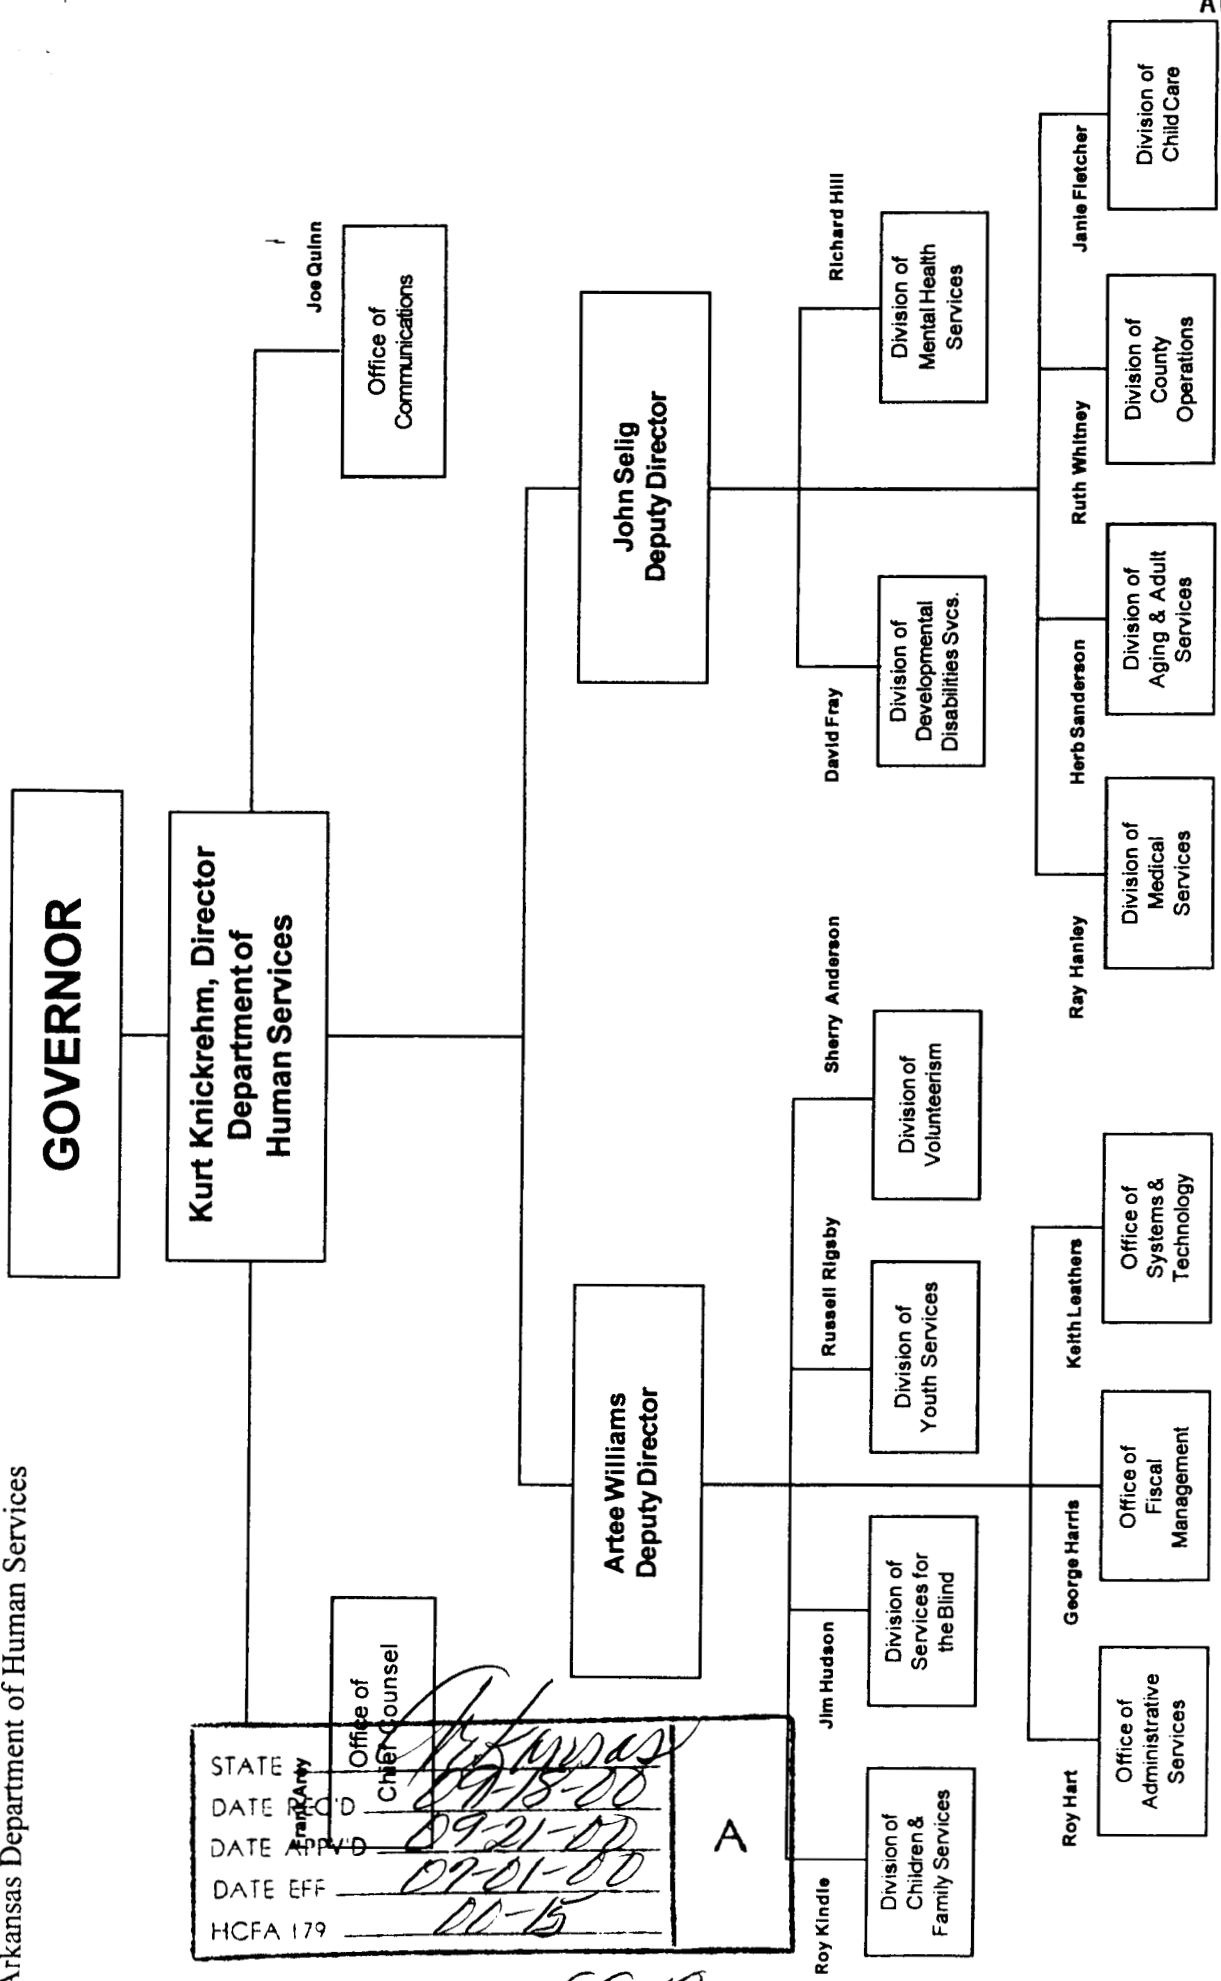 Arkansas Department of Human Services
GOVERNOR
Kurt Knickrehm, Director
Department of
Human Services
Frank Arey
Office of
Chief Counsel
Joe Quinn
Office of
Communications
Artee Williams
Deputy Director
John Selig
Deputy Director
Roy Kindle
Division of
Children &
Family Services
Jim Hudson
Division of
Services for
the Blind
Russell Rigsby
Division of
Youth Services
Sherry Anderson
Division of
Volunteerism
David Fray
Division of
Developmental
Disabilities Svcs.
Richard Hill
Division of
Mental Health
Services
Roy Hart
Office of
Administrative
Services
George Harris
Office of
Fiscal
Management
Keith Leathers
Office of
Systems &
Technology
Ray Hanley
Division of
Medical
Services
Herb Sanderson
Division of
Aging & Adult
Services
Ruth Whitney
Division of
County
Operations
Janie Fletcher
Division of
Child Care
STATE Arkansas
DATE REC'D 09-18-00
DATE APPV'D 09-21-00
DATE EFF 09-01-00
HCFA 179 00-15
A